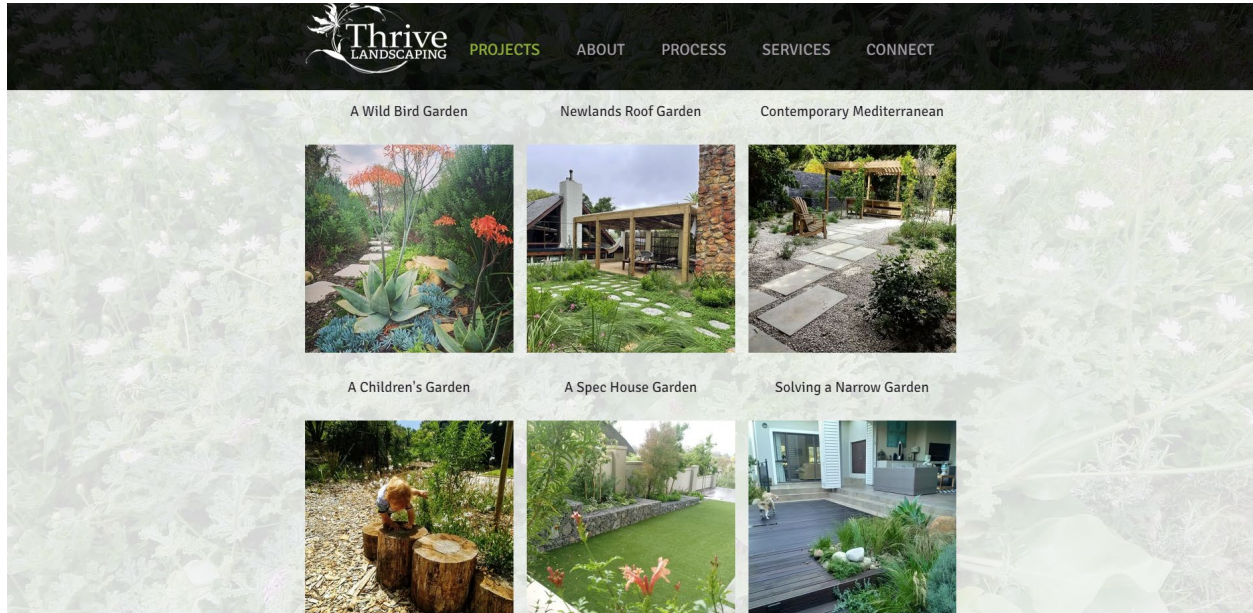 Thrive
LANDSCAPING
PROJECTS
ABOUT
PROCESS
SERVICES
CONNECT
A Wild Bird Garden
Newlands Roof Garden
Contemporary Mediterranean
A Children's Garden
A Spec House Garden
Solving a Narrow Garden